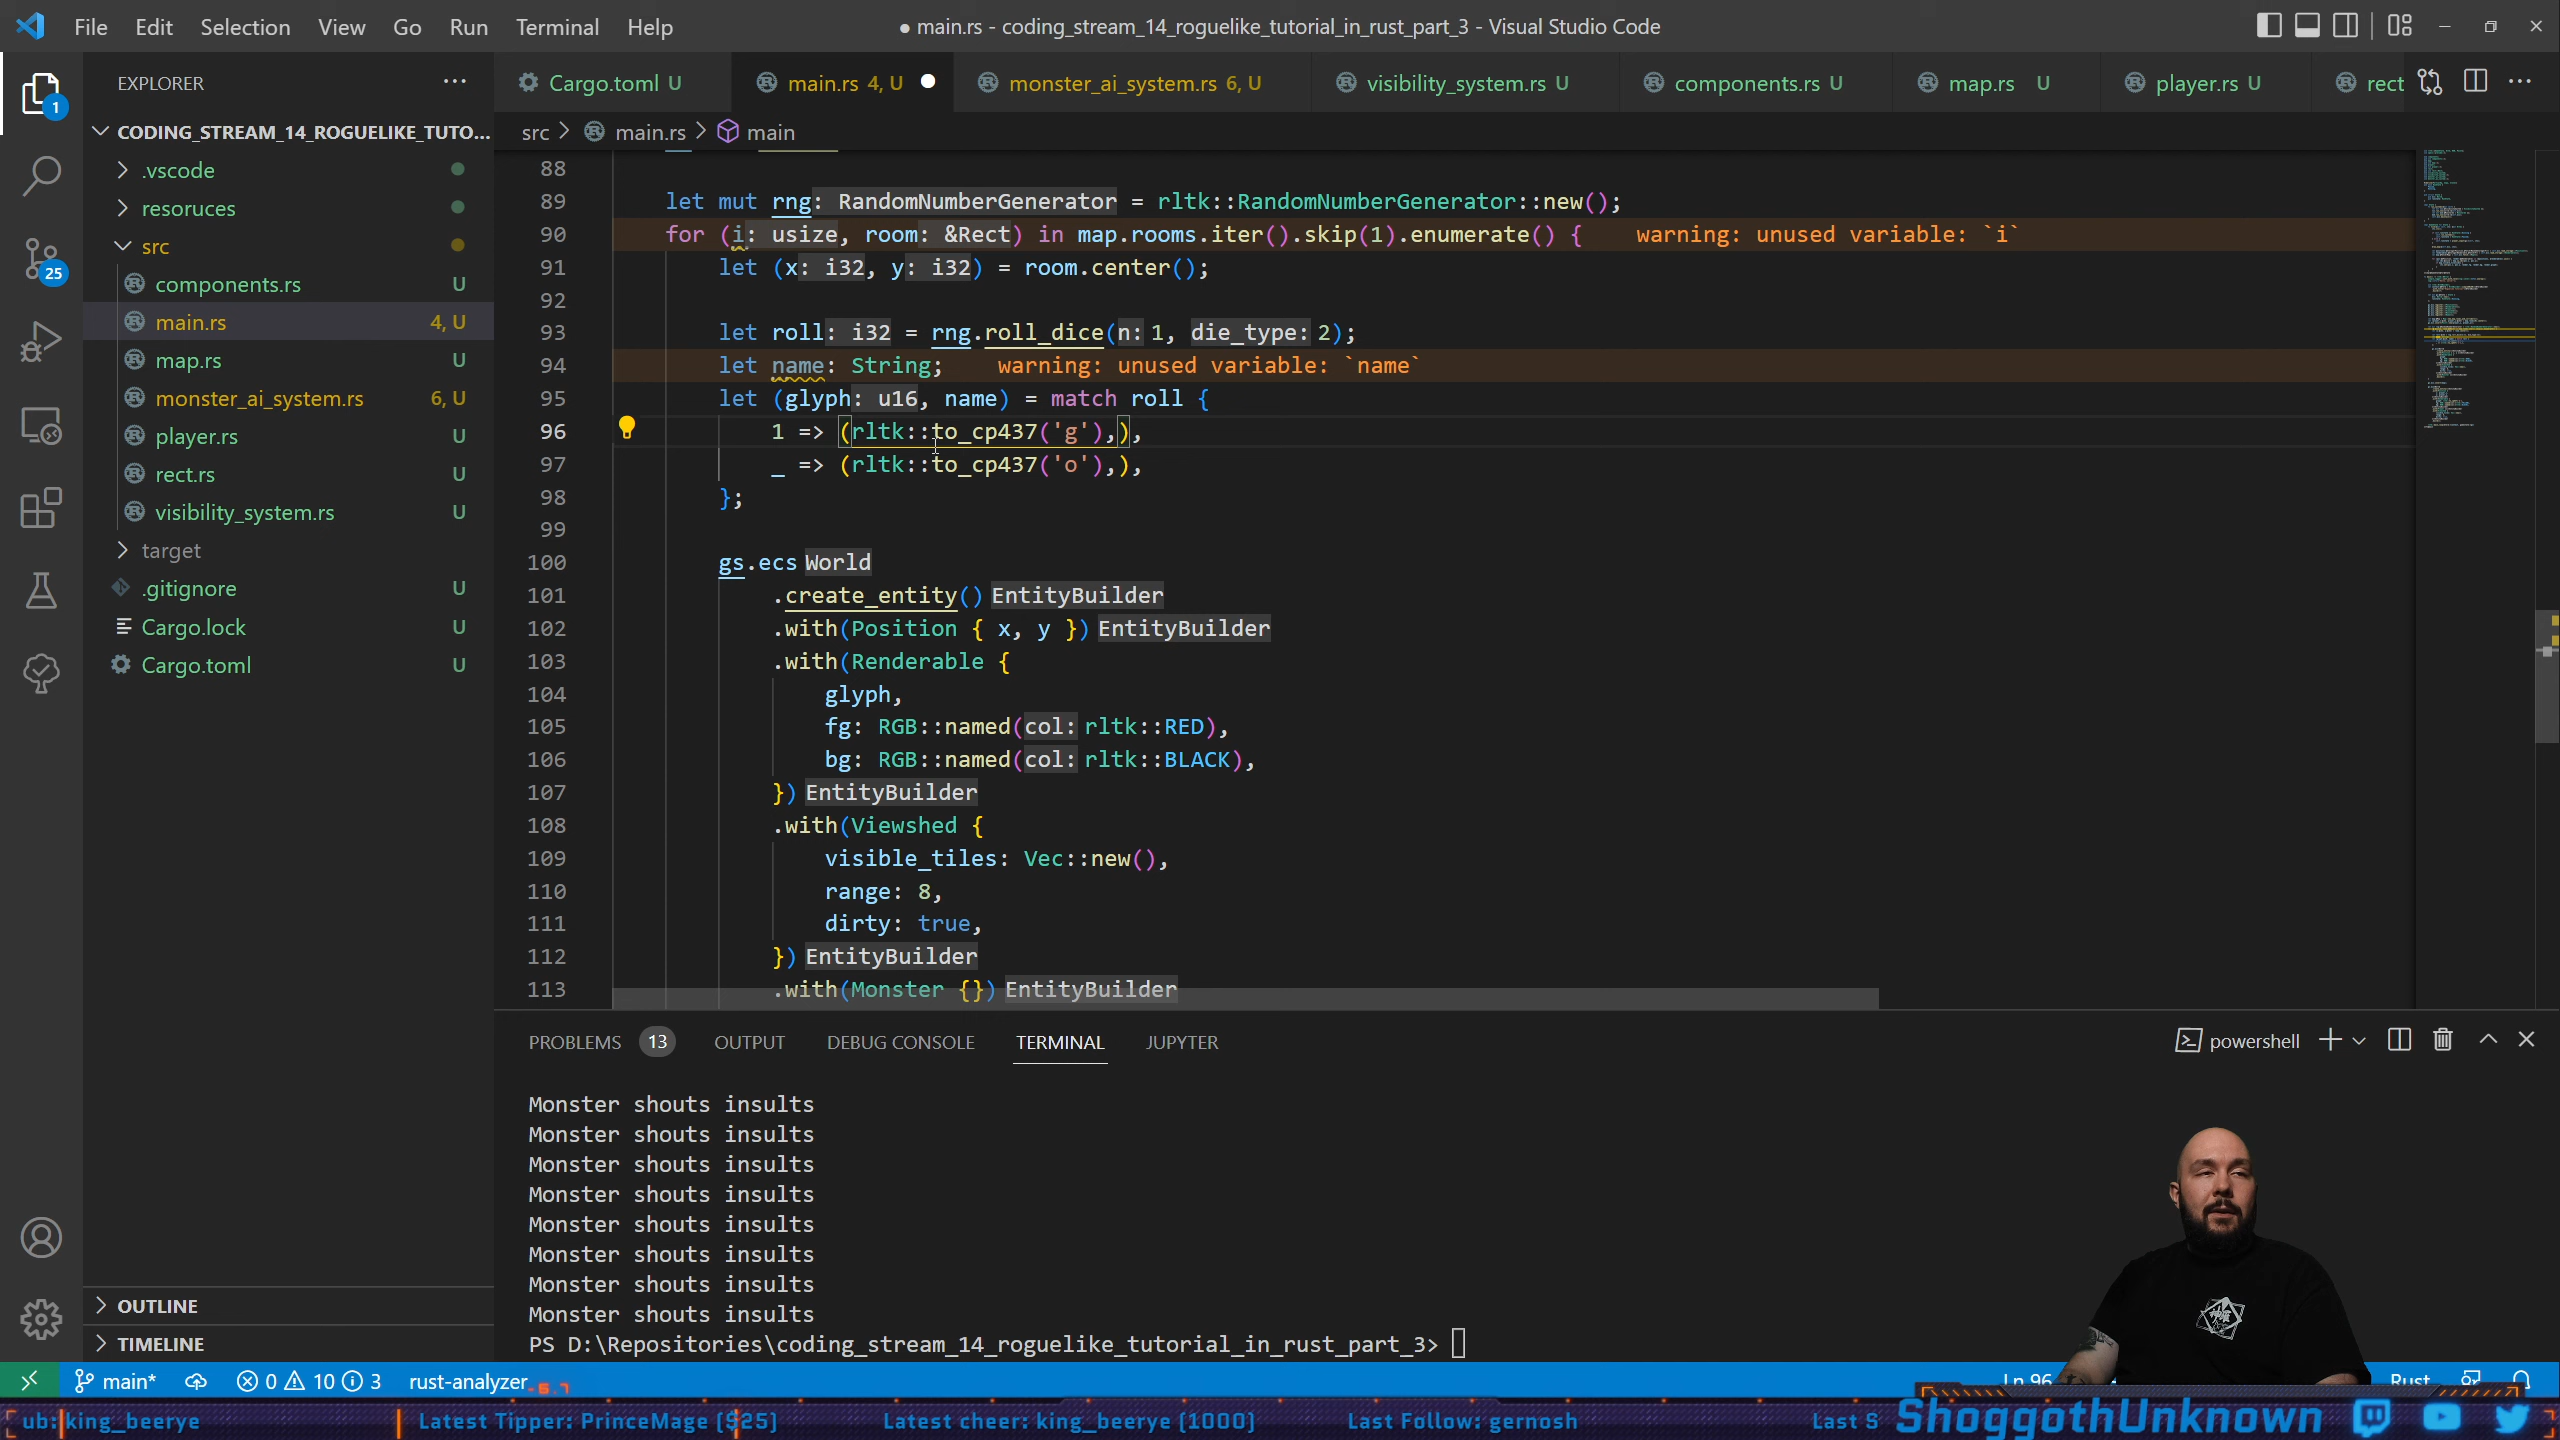 File Edit Selection View Go Run Terminal Help
● main.rs - coding_stream_14_roguelike_tutorial_in_rust_part_3 - Visual Studio Code
EXPLORER
Cargo.toml U
main.rs 4, U
monster_ai_system.rs 6, U
visibility_system.rs U
components.rs U
map.rs U
player.rs U
rect
1
CODING_STREAM_14_ROGUELIKE_TUTO...
src > main.rs > main
.vscode
resoruces
src
components.rs U
main.rs 4, U
map.rs U
monster_ai_system.rs 6, U
player.rs U
rect.rs U
visibility_system.rs U
target
.gitignore U
Cargo.lock U
Cargo.toml U
25
88
89 let mut rng: RandomNumberGenerator = rltk::RandomNumberGenerator::new();
90 for (i: usize, room: &Rect) in map.rooms.iter().skip(1).enumerate() { warning: unused variable: `i`
91 let (x: i32, y: i32) = room.center();
92
93 let roll: i32 = rng.roll_dice(n: 1, die_type: 2);
94 let name: String; warning: unused variable: `name`
95 let (glyph: u16, name) = match roll {
96 1 => (rltk::to_cp437('g'),),
97 _ => (rltk::to_cp437('o'),),
98 };
99
100 gs.ecs World
101 .create_entity() EntityBuilder
102 .with(Position { x, y }) EntityBuilder
103 .with(Renderable {
104 glyph,
105 fg: RGB::named(col: rltk::RED),
106 bg: RGB::named(col: rltk::BLACK),
107 }) EntityBuilder
108 .with(Viewshed {
109 visible_tiles: Vec::new(),
110 range: 8,
111 dirty: true,
112 }) EntityBuilder
113 .with(Monster {}) EntityBuilder
PROBLEMS 13 OUTPUT DEBUG CONSOLE TERMINAL JUPYTER
powershell
Monster shouts insults
Monster shouts insults
Monster shouts insults
Monster shouts insults
Monster shouts insults
Monster shouts insults
Monster shouts insults
Monster shouts insults
PS D:\Repositories\coding_stream_14_roguelike_tutorial_in_rust_part_3>
OUTLINE
TIMELINE
main* 0 10 3 rust-analyzer
Ln 96
Rust
ub: king_beerye
Latest Tipper: PrinceMage ($25)
Latest cheer: king_beerye (1000)
Last Follow: gernosh
Last S
ShoggothUnknown